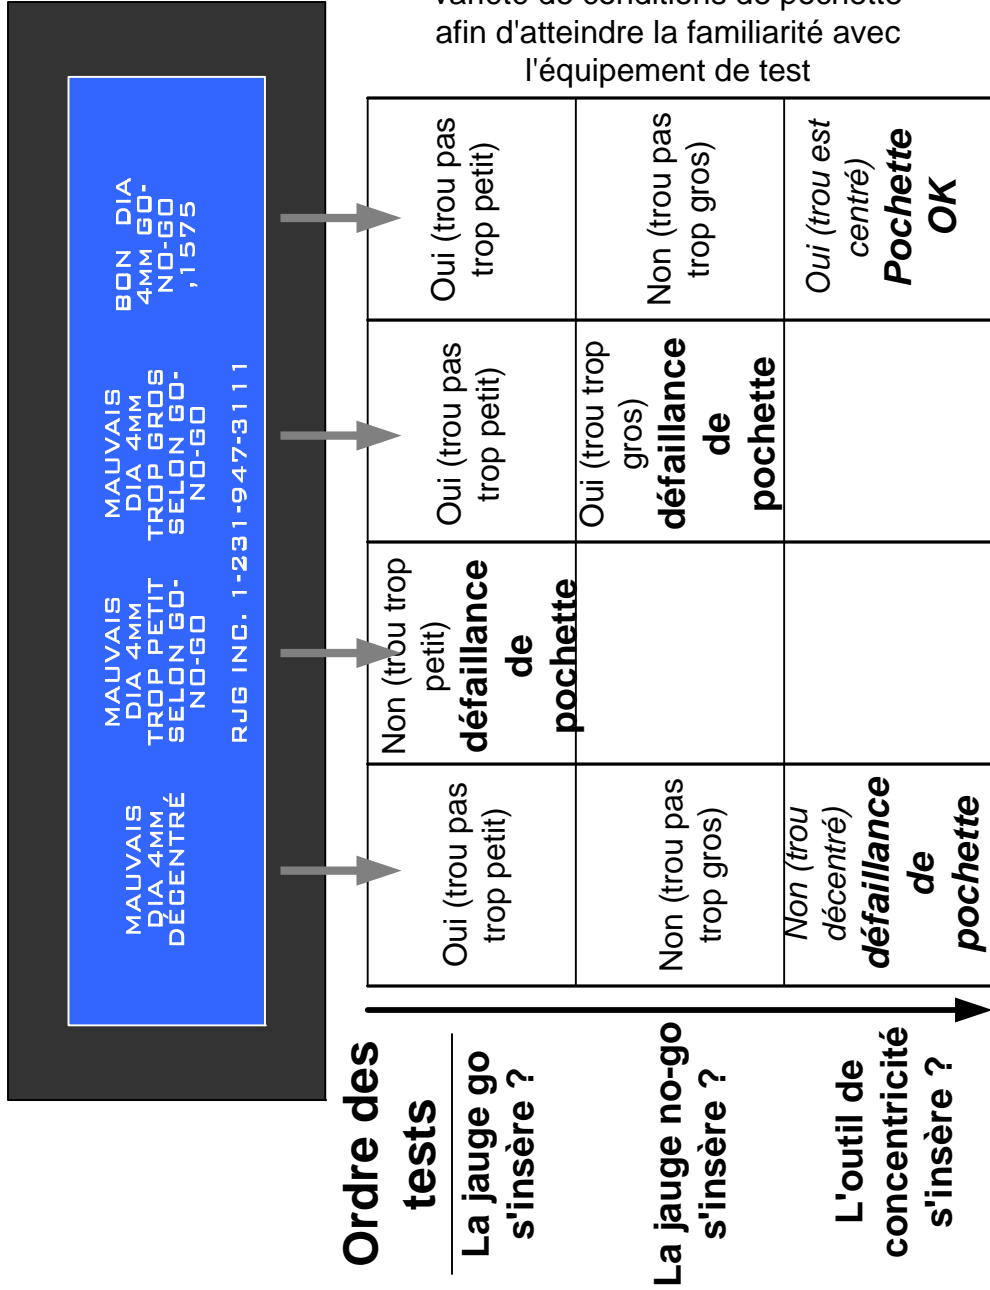 variété de conditions de pochette
afin d'atteindre la familiarité avec
l'équipement de test
MAUVAIS
DIA 4MM
DÉCENTRÉ
MAUVAIS
DIA 4MM
TROP PETIT
SELON GO-
NO-GO
MAUVAIS
DIA 4MM
TROP GROS
SELON GO-
NO-GO
BON DIA
4MM GO-
NO-GO
,1575
RJG INC. 1-231-947-3111
Ordre des
tests
La jauge go
s'insère ?
Oui (trou pas
trop petit)
Non (trou trop
petit)
défaillance
de
pochette
Oui (trou pas
trop petit)
Oui (trou pas
trop petit)
La jauge no-go
s'insère ?
Non (trou pas
trop gros)
Oui (trou trop
gros)
défaillance
de
pochette
Non (trou pas
trop gros)
L'outil de
concentricité
s'insère ?
Non (trou
décentré)
défaillance
de
pochette
Oui (trou est
centré)
Pochette
OK